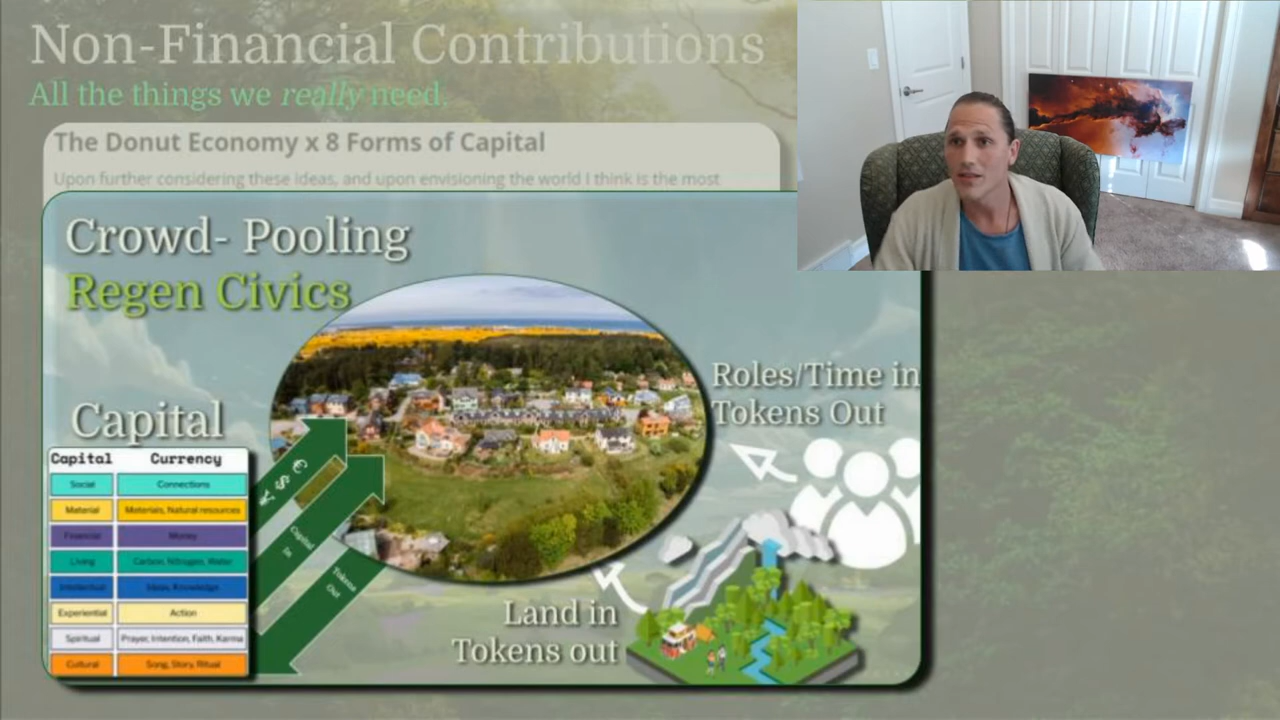 Non-Financial Contributions
All the things we really need.
The Donut Economy x 8 Forms of Capital
Upon further considering these ideas, and upon envisioning the world I think is the most
Crowd- Pooling
Regen Civics
Roles/Time in
Tokens Out
Capital
Capital Currency
Social Connections
Material Materials, Natural resources
Financial Money
Living Carbon, Nitrogen, Water
Intellectual Ideas, Knowledge
Experiential Action
Spiritual Prayer, Intention, Faith, Karma
Cultural Song, Story, Ritual
€ $ ¥
Capital In
Tokens Out
Land in
Tokens out